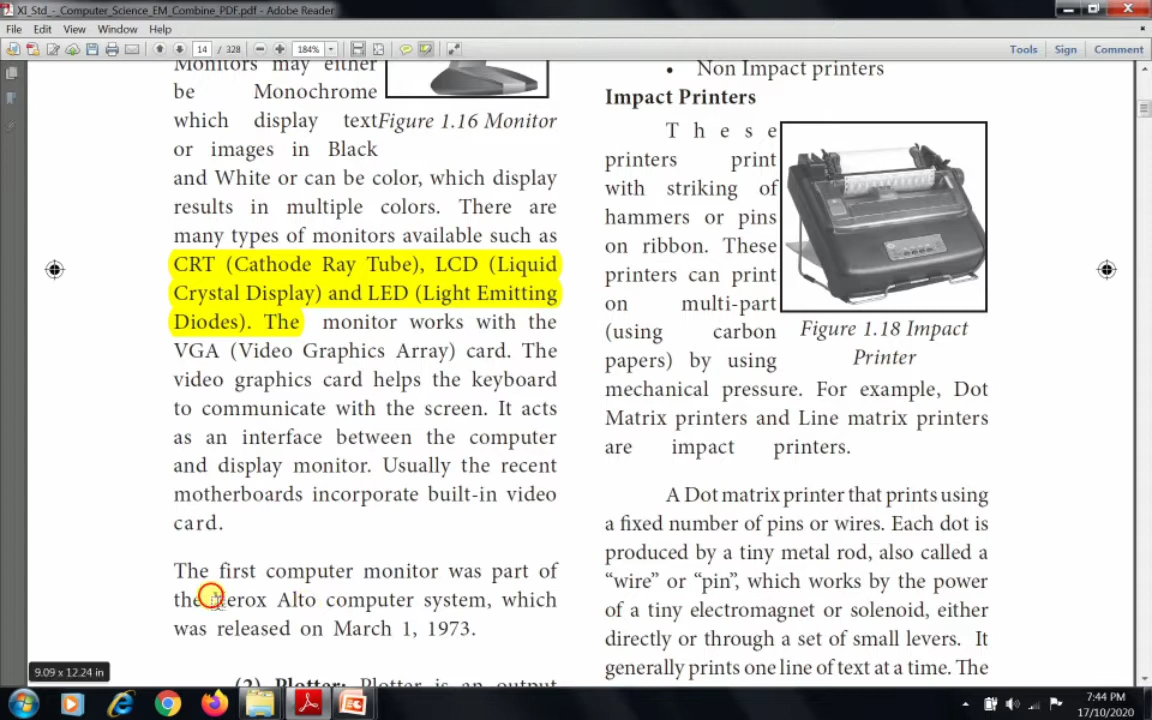 XI_Std_-_Computer_Science_EM_Combine_PDF.pdf - Adobe Reader
File Edit View Window Help
14 / 328 184% Tools Sign Comment
Monitors may either
be Monochrome
which display text
or images in Black
Figure 1.16 Monitor
and White or can be color, which display
results in multiple colors. There are
many types of monitors available such as
CRT (Cathode Ray Tube), LCD (Liquid
Crystal Display) and LED (Light Emitting
Diodes). The monitor works with the
VGA (Video Graphics Array) card. The
video graphics card helps the keyboard
to communicate with the screen. It acts
as an interface between the computer
and display monitor. Usually the recent
motherboards incorporate built-in video
card.
The first computer monitor was part of
the Xerox Alto computer system, which
was released on March 1, 1973.
(2) Plotter: Plotter is an output
• Non Impact printers
Impact Printers
These
printers print
with striking of
hammers or pins
on ribbon. These
printers can print
on multi-part
(using carbon
papers) by using
Figure 1.18 Impact
Printer
mechanical pressure. For example, Dot
Matrix printers and Line matrix printers
are impact printers.
A Dot matrix printer that prints using
a fixed number of pins or wires. Each dot is
produced by a tiny metal rod, also called a
“wire” or “pin”, which works by the power
of a tiny electromagnet or solenoid, either
directly or through a set of small levers. It
generally prints one line of text at a time. The
9.09 x 12.24 in
7:44 PM
17/10/2020